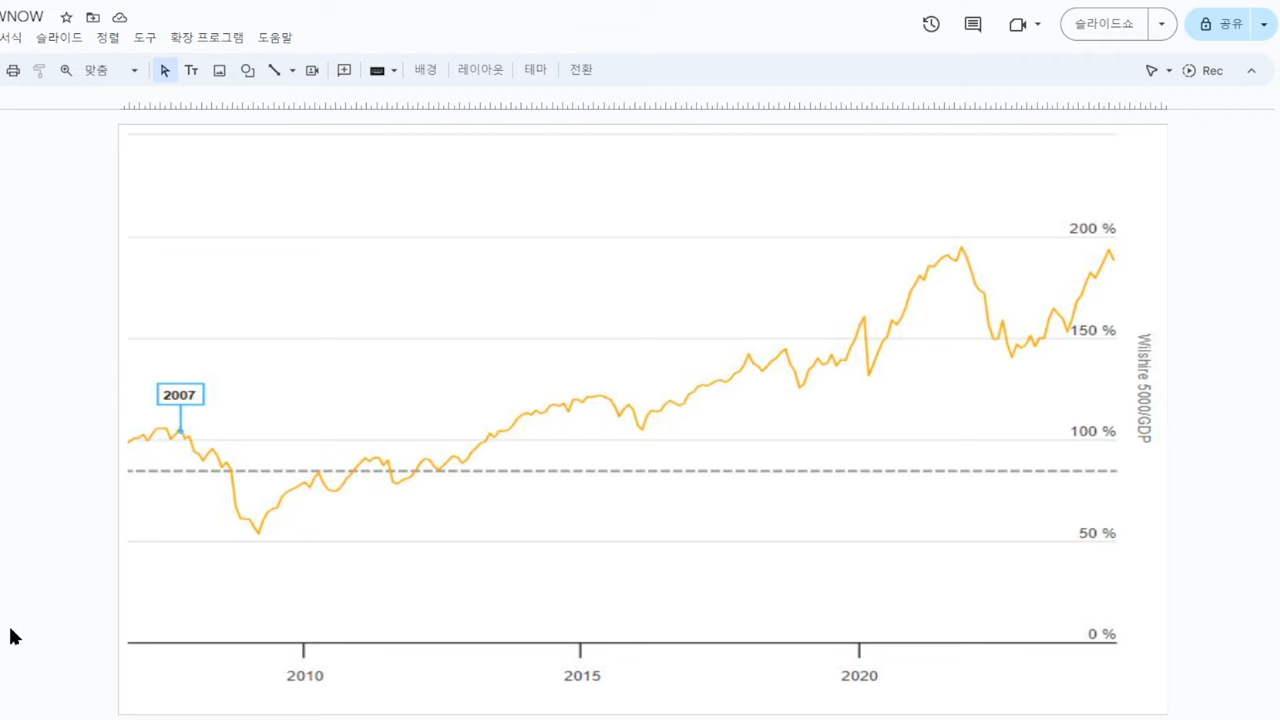 WNOW
서식 슬라이드 정렬 도구 확장 프로그램 도움말
슬라이드쇼
공유
맞춤
Tт
배경 레이아웃 테마 전환
Rec
200 %
150 %
Wilshire 5000/GDP
2007
100 %
50 %
0 %
2010 2015 2020